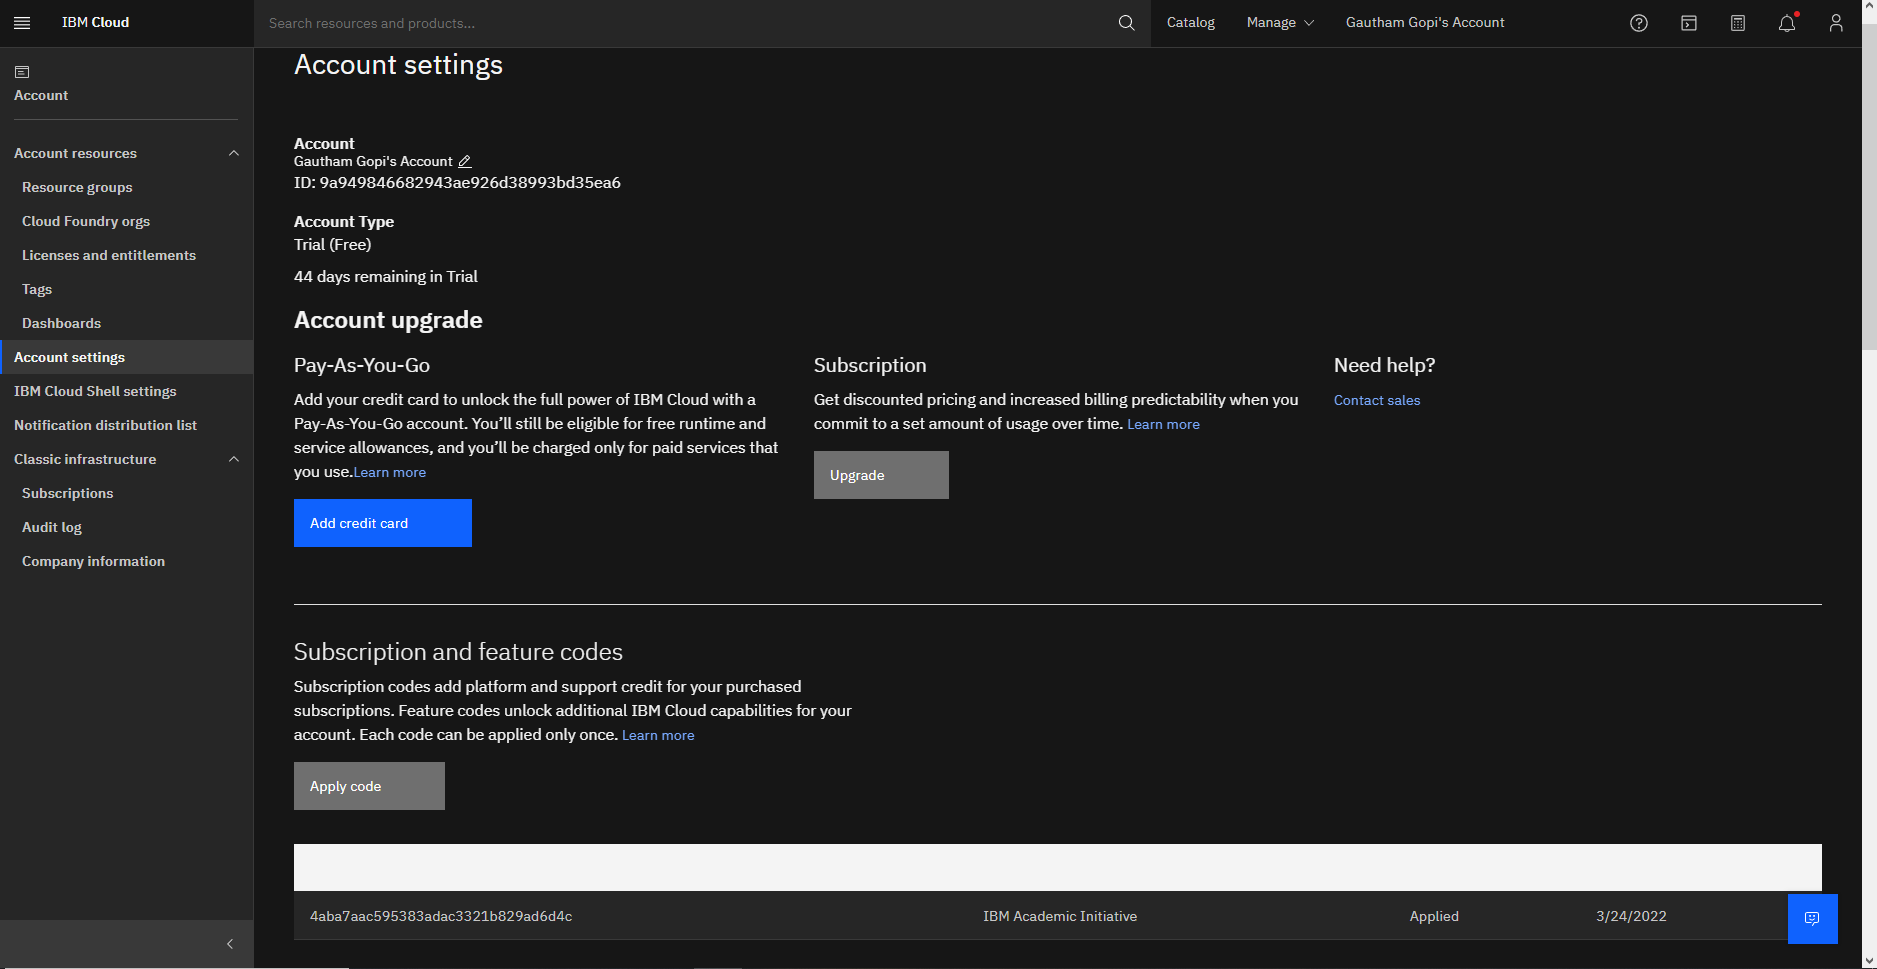 IBM Cloud
Search resources and products...
Catalog
Manage
Gautham Gopi's Account
Account
Account resources
Resource groups
Cloud Foundry orgs
Licenses and entitlements
Tags
Dashboards
Account settings
IBM Cloud Shell settings
Notification distribution list
Classic infrastructure
Subscriptions
Audit log
Company information
Account settings
Account
Gautham Gopi's Account
ID: 9a949846682943ae926d38993bd35ea6
Account Type
Trial (Free)
44 days remaining in Trial
Account upgrade
Pay-As-You-Go
Add your credit card to unlock the full power of IBM Cloud with a
Pay-As-You-Go account. You’ll still be eligible for free runtime and
service allowances, and you’ll be charged only for paid services that
you use.Learn more
Add credit card
Subscription
Get discounted pricing and increased billing predictability when you
commit to a set amount of usage over time. Learn more
Upgrade
Need help?
Contact sales
Subscription and feature codes
Subscription codes add platform and support credit for your purchased
subscriptions. Feature codes unlock additional IBM Cloud capabilities for your
account. Each code can be applied only once. Learn more
Apply code
4aba7aac595383adac3321b829ad6d4c IBM Academic Initiative Applied 3/24/2022